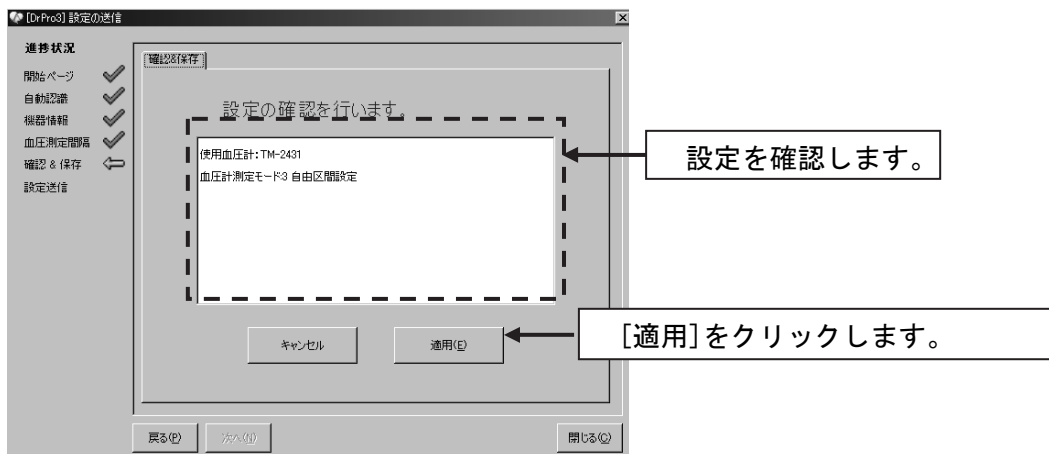 [DrPro3] 設定の送信
進捗状況
開始ページ
自動認識
機器情報
血圧測定間隔
確認 & 保存
設定送信
確認&保存
設定の確認を行います。
使用血圧計:TM-2431
血圧計測定モード3 自由区間設定
設定を確認します。
キャンセル
適用(E)
[適用]をクリックします。
戻る(P)
次へ(N)
閉じる(C)